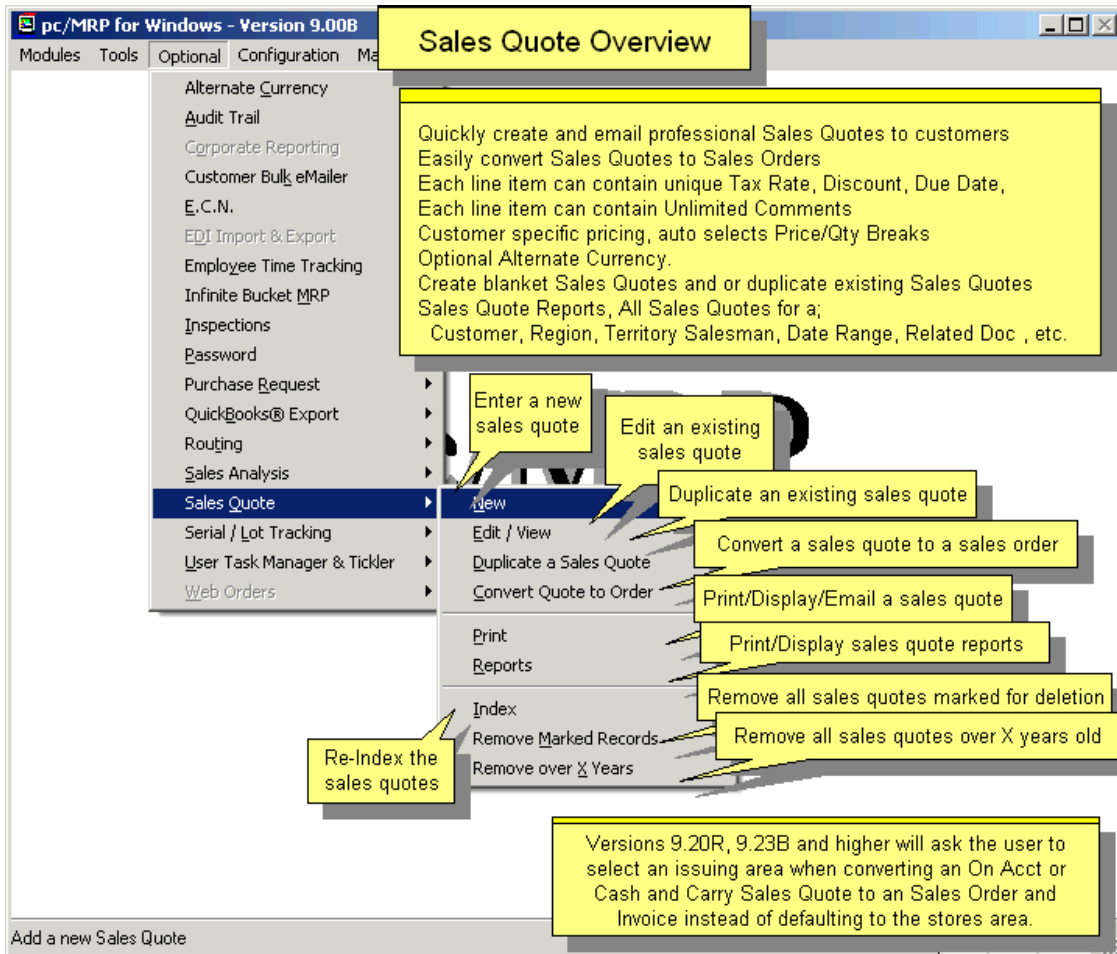 pc/MRP for Windows - Version 9.00B
Sales Quote Overview
Modules Tools Optional Configuration Ma
Alternate Currency
Audit Trail
Corporate Reporting
Customer Bulk eMailer
E.C.N.
EDI Import & Export
Employee Time Tracking
Infinite Bucket MRP
Inspections
Password
Purchase Request
QuickBooks® Export
Routing
Sales Analysis
Sales Quote
Serial / Lot Tracking
User Task Manager & Tickler
Web Orders
Quickly create and email professional Sales Quotes to customers
Easily convert Sales Quotes to Sales Orders
Each line item can contain unique Tax Rate, Discount, Due Date,
Each line item can contain Unlimited Comments
Customer specific pricing, auto selects Price/Qty Breaks
Optional Alternate Currency.
Create blanket Sales Quotes and or duplicate existing Sales Quotes
Sales Quote Reports, All Sales Quotes for a;
Customer, Region, Territory Salesman, Date Range, Related Doc , etc.
Enter a new
sales quote
Edit an existing
sales quote
Duplicate an existing sales quote
Convert a sales quote to a sales order
Print/Display/Email a sales quote
Print/Display sales quote reports
Remove all sales quotes marked for deletion
Remove all sales quotes over X years old
New
Edit / View
Duplicate a Sales Quote
Convert Quote to Order
Print
Reports
Index
Remove Marked Records
Remove over X Years
Re-Index the
sales quotes
Versions 9.20R, 9.23B and higher will ask the user to
select an issuing area when converting an On Acct or
Cash and Carry Sales Quote to an Sales Order and
Invoice instead of defaulting to the stores area.
Add a new Sales Quote